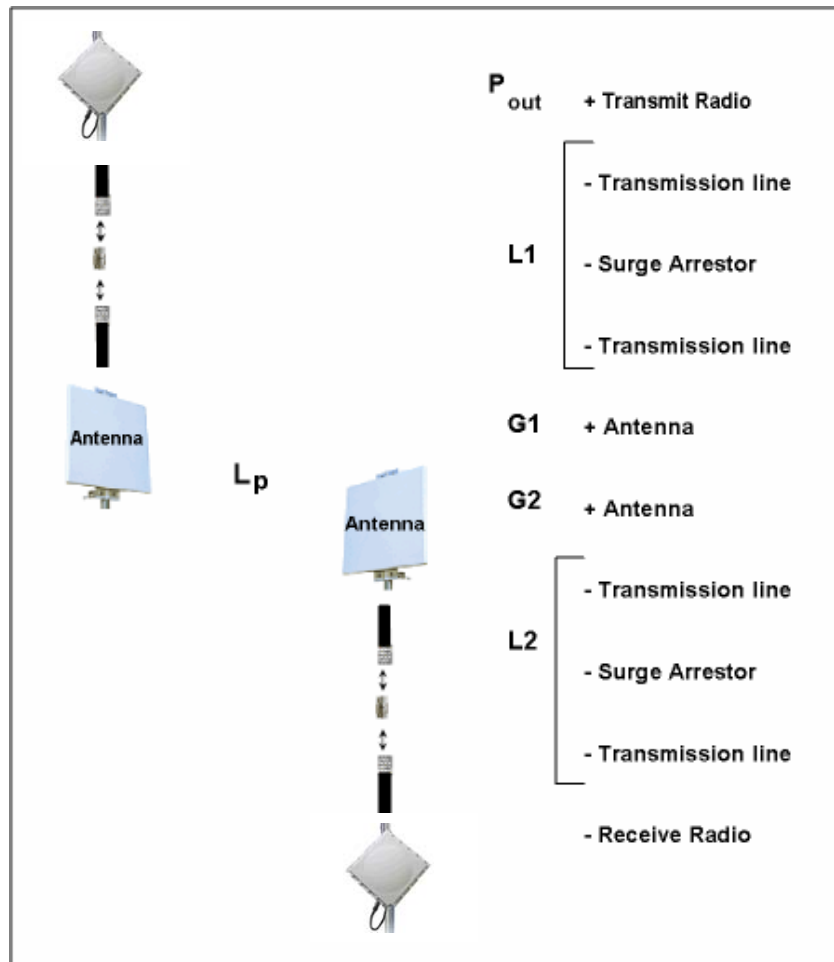 P out + Transmit Radio
- Transmission line
L1 - Surge Arrestor
- Transmission line
Antenna
G1 + Antenna
Lp
G2 + Antenna
Antenna
- Transmission line
L2
- Surge Arrestor
- Transmission line
- Receive Radio